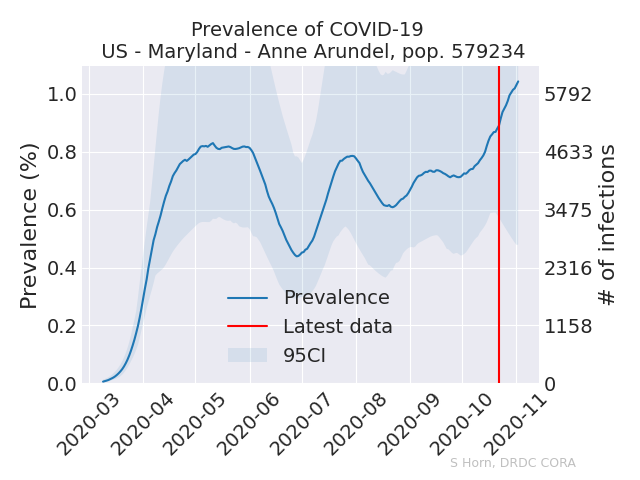 Prevalence of COVID-19
US - Maryland - Anne Arundel, pop. 579234
Prevalence (%)
1.0
0.8
0.6
0.4
0.2
0.0
5792
4633
3475
2316
1158
0
# of infections
Prevalence
Latest data
95CI
2020-03
2020-04
2020-05
2020-06
2020-07
2020-08
2020-09
2020-10
2020-11
S Horn, DRDC CORA